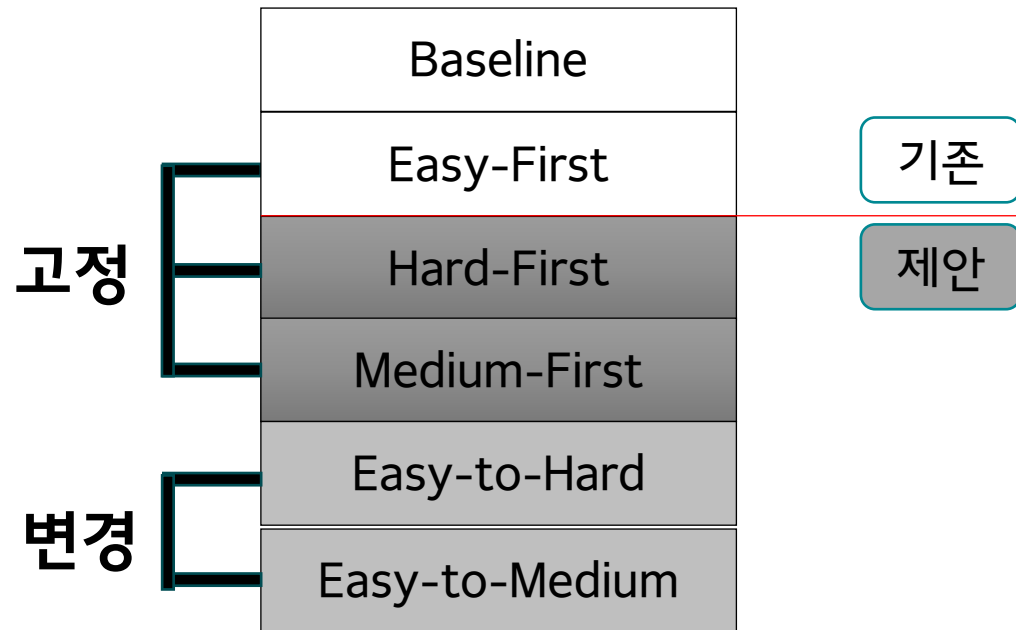 Baseline
Easy-First
기존
고정
Hard-First
제안
Medium-First
Easy-to-Hard
변경
Easy-to-Medium